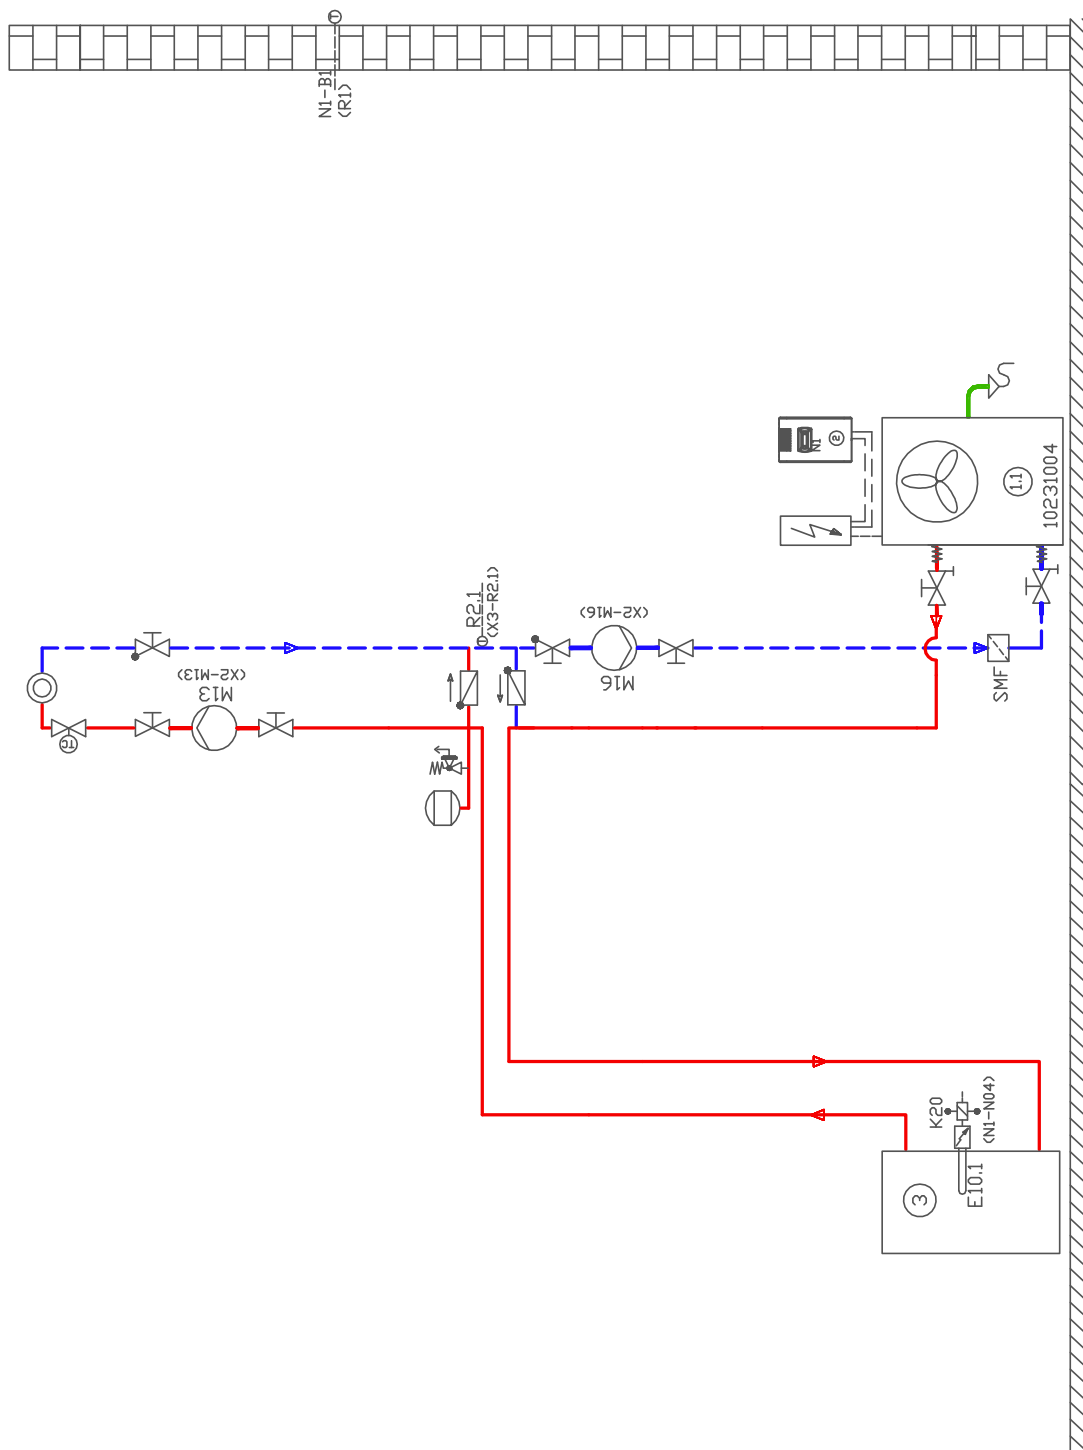 N1-B1
(R1)
T
M13
(X2-M13)
TC
R2.1
(X3-R2.1)
T
M16
(X2-M16)
N1
2
1.1
10231004
SMF
K20
(N1-N04)
E10.1
3